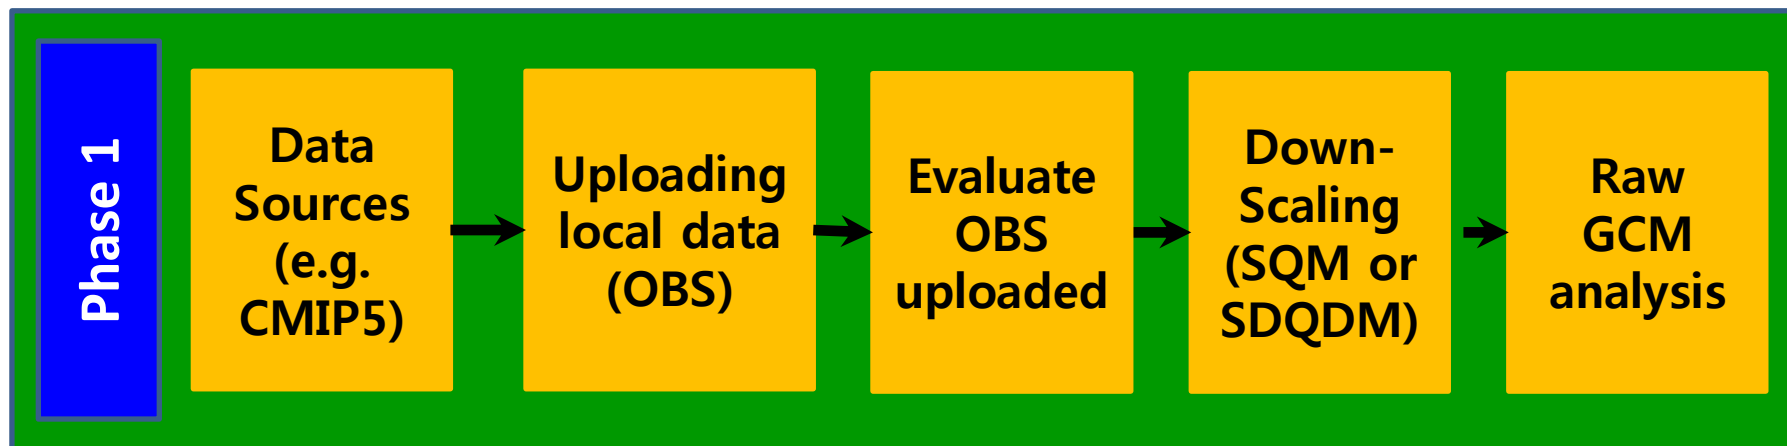 Phase 1
Data
Sources
(e.g.
CMIP5)
Uploading
local data
(OBS)
Evaluate
OBS
uploaded
Down-
Scaling
(SQM or
SDQDM)
Raw
GCM
analysis